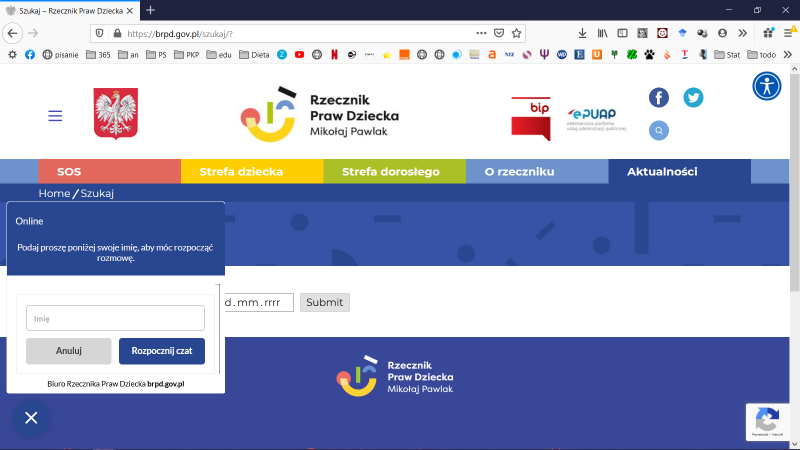 Szukaj – Rzecznik Praw Dziecka
https://brpd.gov.pl/szukaj/?
pisanie
365
an
PS
PKP
edu
Dieta
Stat
todo
Rzecznik
Praw Dziecka
Mikołaj Pawlak
bip
ePUAP
elektroniczna platforma
usług administracji publicznej
SOS
Strefa dziecka
Strefa dorosłego
O rzeczniku
Aktualności
Home / Szukaj
Online
Podaj proszę poniżej swoje imię, aby móc rozpocząć
rozmowę.
d.mm.rrrr
Submit
Imię
Anuluj
Rozpocznij czat
Biuro Rzecznika Praw Dziecka brpd.gov.pl
Rzecznik
Praw Dziecka
Mikołaj Pawlak